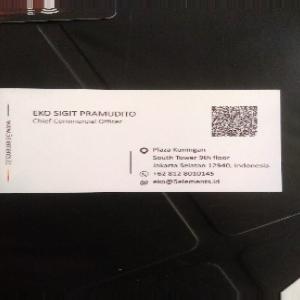 EKO SIGIT PRAMUDITO
Chief Commercial Officer
Plaza Kuningan
South Tower 9th floor
Jakarta Selatan 12940, Indonesia
+62 812 8010145
eko@5elements.id